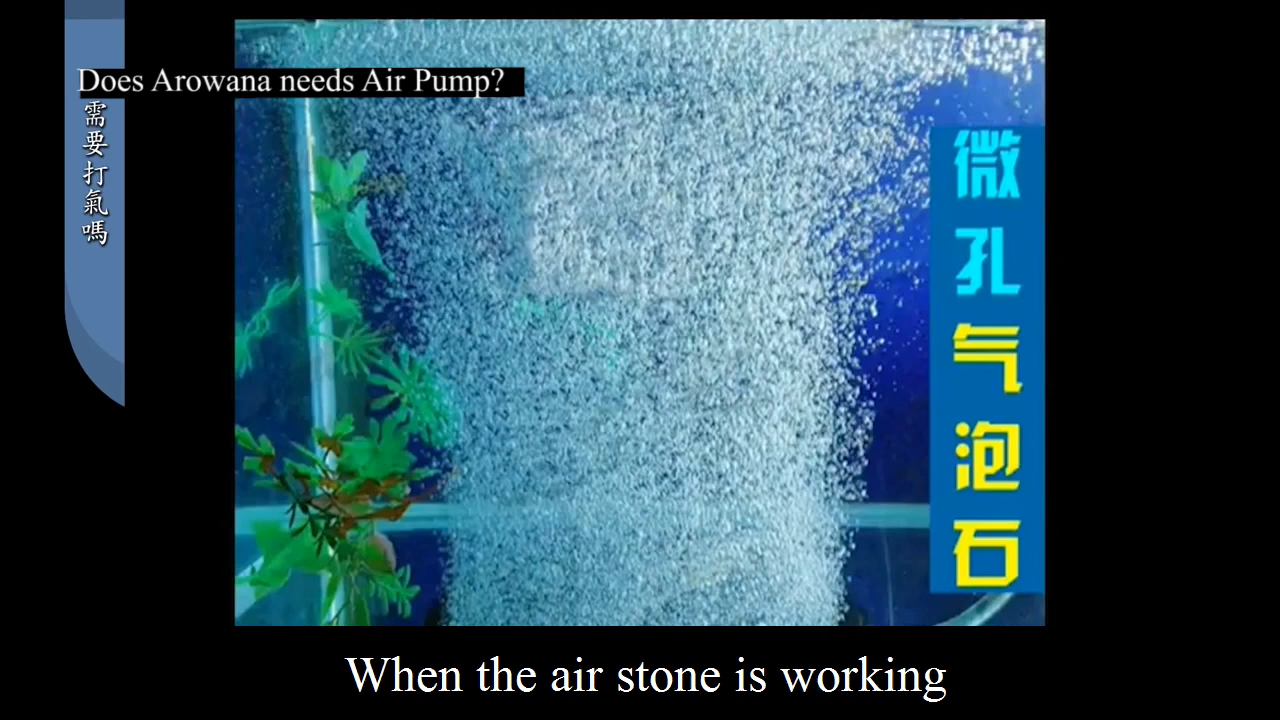 Does Arowana needs Air Pump?
需要打氣嗎
微孔气泡石
When the air stone is working